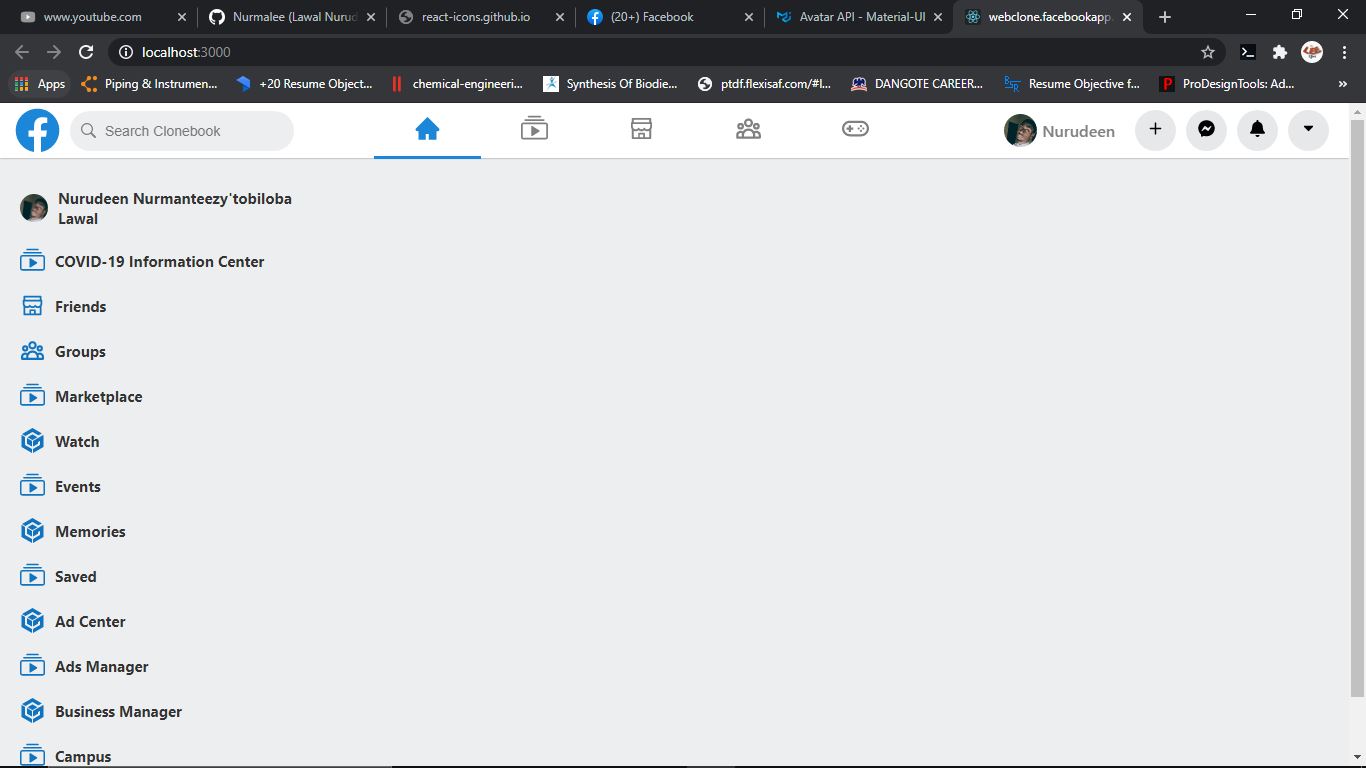 www.youtube.com
Nurmalee (Lawal Nurud
react-icons.github.io
(20+) Facebook
Avatar API - Material-UI
webclone.facebookapp.
localhost:3000
Apps
Piping & Instrumen...
+20 Resume Object...
chemical-engineeri...
Synthesis Of Biodie...
ptdf.flexisaf.com/#l...
DANGOTE CAREER...
Resume Objective f...
ProDesignTools: Ad...
»
Search Clonebook
Nurudeen
Nurudeen Nurmanteezy'tobiloba
Lawal
COVID-19 Information Center
Friends
Groups
Marketplace
Watch
Events
Memories
Saved
Ad Center
Ads Manager
Business Manager
Campus